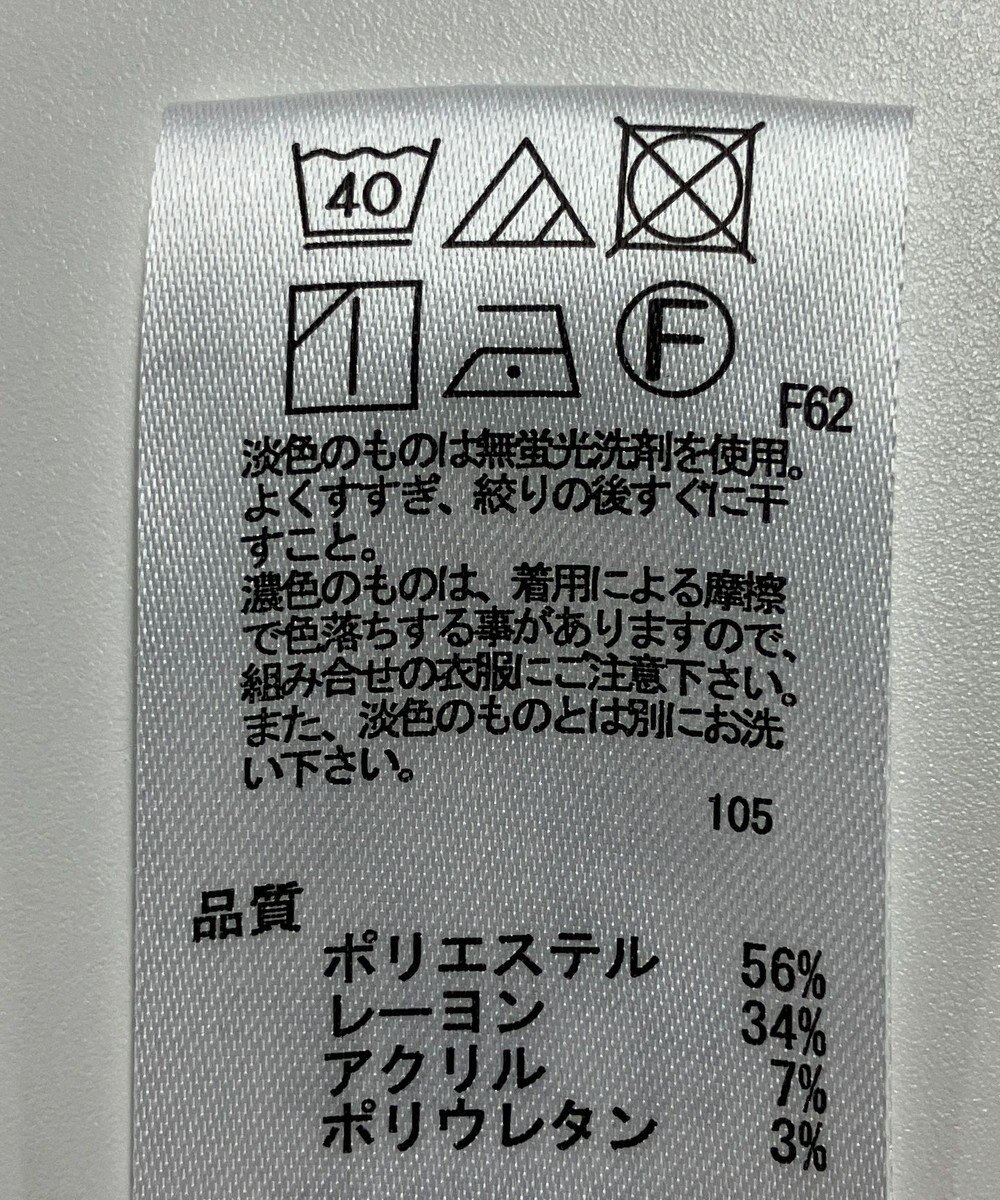 40
F
F62
淡色のものは無蛍光洗剤を使用。
よくすすぎ、絞りの後すぐに干
すこと。
濃色のものは、着用による摩擦
で色落ちする事がありますので、
組み合せの衣服にご注意下さい。
また、淡色のものとは別にお洗
い下さい。
105
品質
ポリエステル 56%
レーヨン 34%
アクリル 7%
ポリウレタン 3%